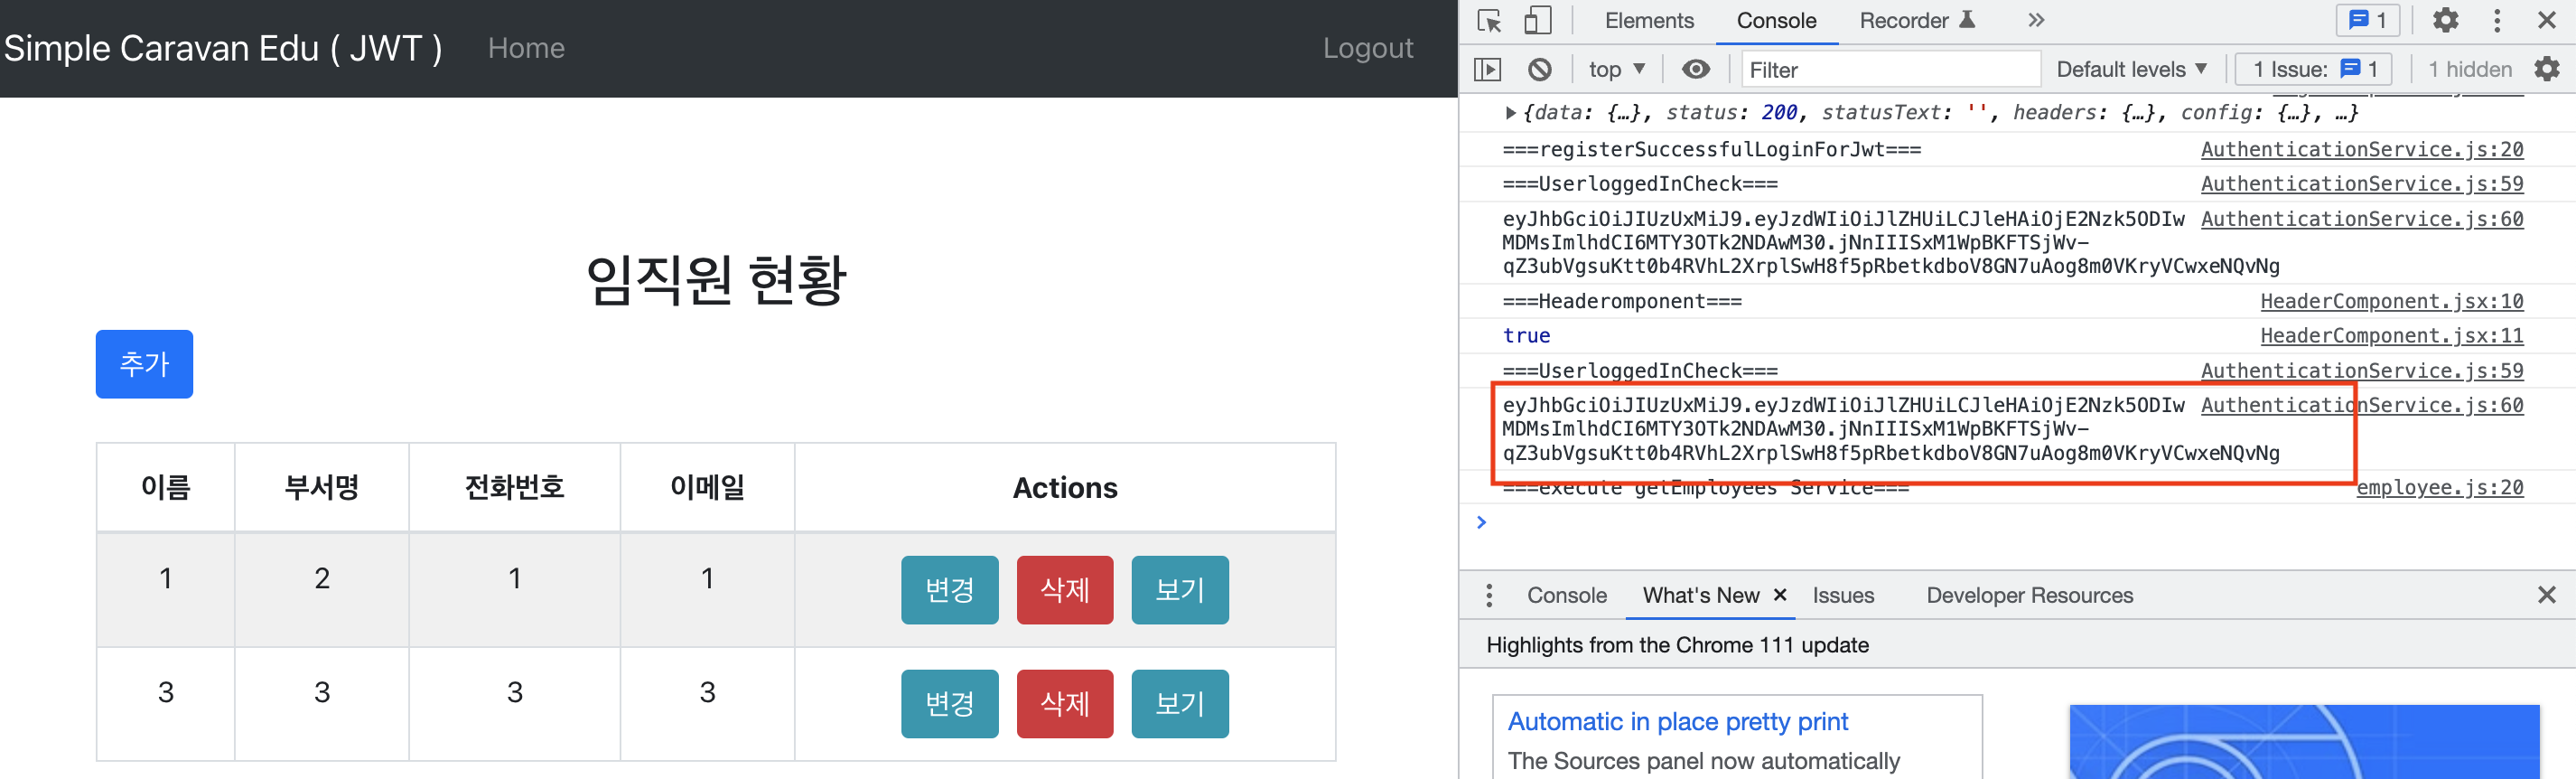 Simple Caravan Edu ( JWT ) Home Logout
임직원 현황
추가
이름 부서명 전화번호 이메일 Actions
1 2 1 1 변경 삭제 보기
3 3 3 3 변경 삭제 보기
Elements Console Recorder » 1
top ▼ Filter Default levels ▼ 1 Issue: 1 1 hidden
▶{data: {…}, status: 200, statusText: '', headers: {…}, config: {…}, …}
===registerSuccessfulLoginForJwt=== AuthenticationService.js:20
===UserloggedInCheck=== AuthenticationService.js:59
eyJhbGciOiJIUzUxMiJ9.eyJzdWIiOiJlZHUiLCJleHAiOjE2Nzk5ODIw AuthenticationService.js:60
MDMsImlhdCI6MTY3OTk2NDAwM30.jNnIIISxM1WpBKFTSjWv-
qZ3ubVgsuKtt0b4RVhL2XrplSwH8f5pRbetkdboV8GN7uAog8m0VKryVCwxeNQvNg
===Headeromponent=== HeaderComponent.jsx:10
true HeaderComponent.jsx:11
===UserloggedInCheck=== AuthenticationService.js:59
eyJhbGciOiJIUzUxMiJ9.eyJzdWIiOiJlZHUiLCJleHAiOjE2Nzk5ODIw AuthenticationService.js:60
MDMsImlhdCI6MTY3OTk2NDAwM30.jNnIIISxM1WpBKFTSjWv-
qZ3ubVgsuKtt0b4RVhL2XrplSwH8f5pRbetkdboV8GN7uAog8m0VKryVCwxeNQvNg
===execute getEmployees Service=== employee.js:20
Console What's New × Issues Developer Resources
Highlights from the Chrome 111 update
Automatic in place pretty print
The Sources panel now automatically